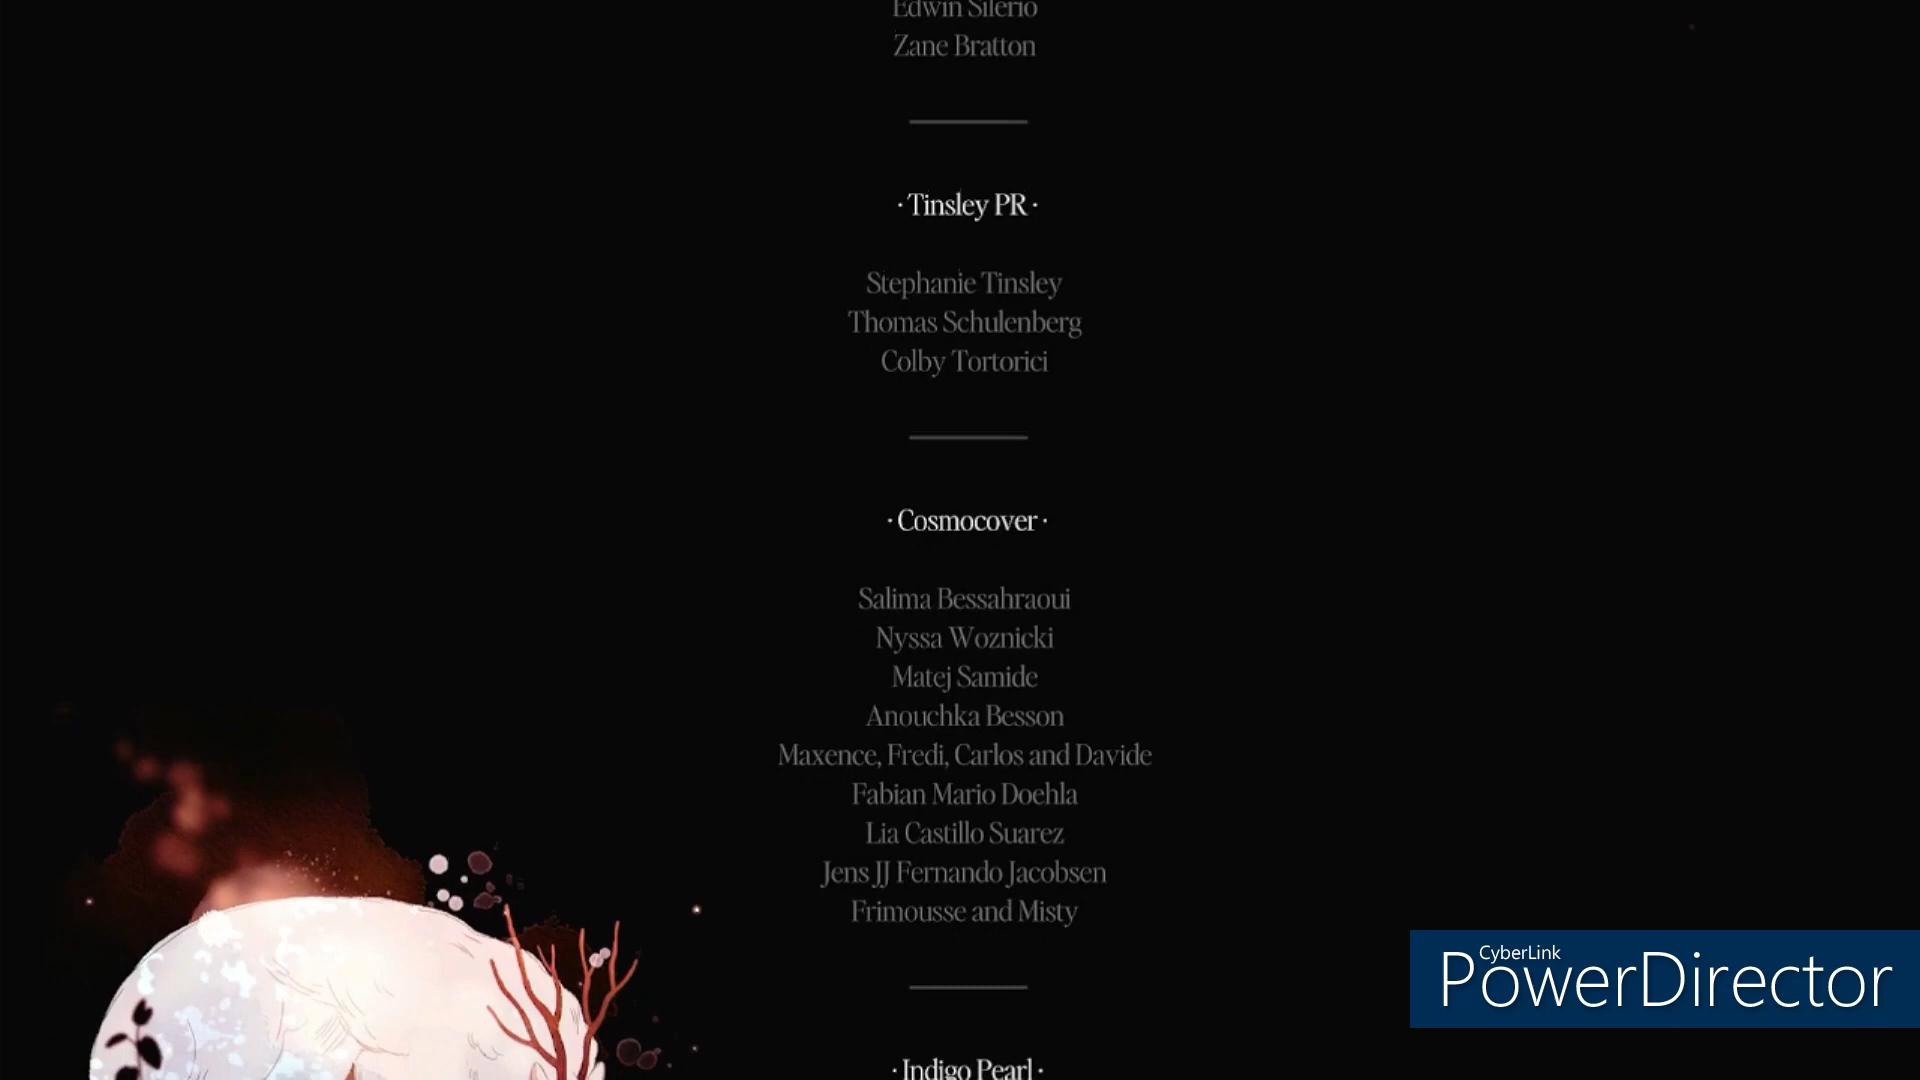 Edwin Silerio
Zane Bratton
· Tinsley PR ·
Stephanie Tinsley
Thomas Schulenberg
Colby Tortorici
· Cosmocover ·
Salima Bessahraoui
Nyssa Woznicki
Matej Samide
Anouchka Besson
Maxence, Fredi, Carlos and Davide
Fabian Mario Doehla
Lia Castillo Suarez
Jens JJ Fernando Jacobsen
Frimousse and Misty
· Indigo Pearl ·
CyberLink
PowerDirector